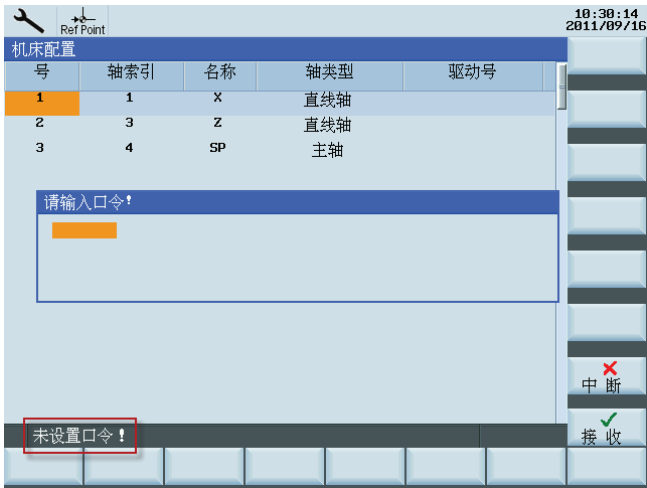 Ref Point
10:30:14
2011/09/16
机床配置
号 轴索引 名称 轴类型 驱动号
1 1 X 直线轴
2 3 Z 直线轴
3 4 SP 主轴
请输入口令!
中断
未设置口令!
接收